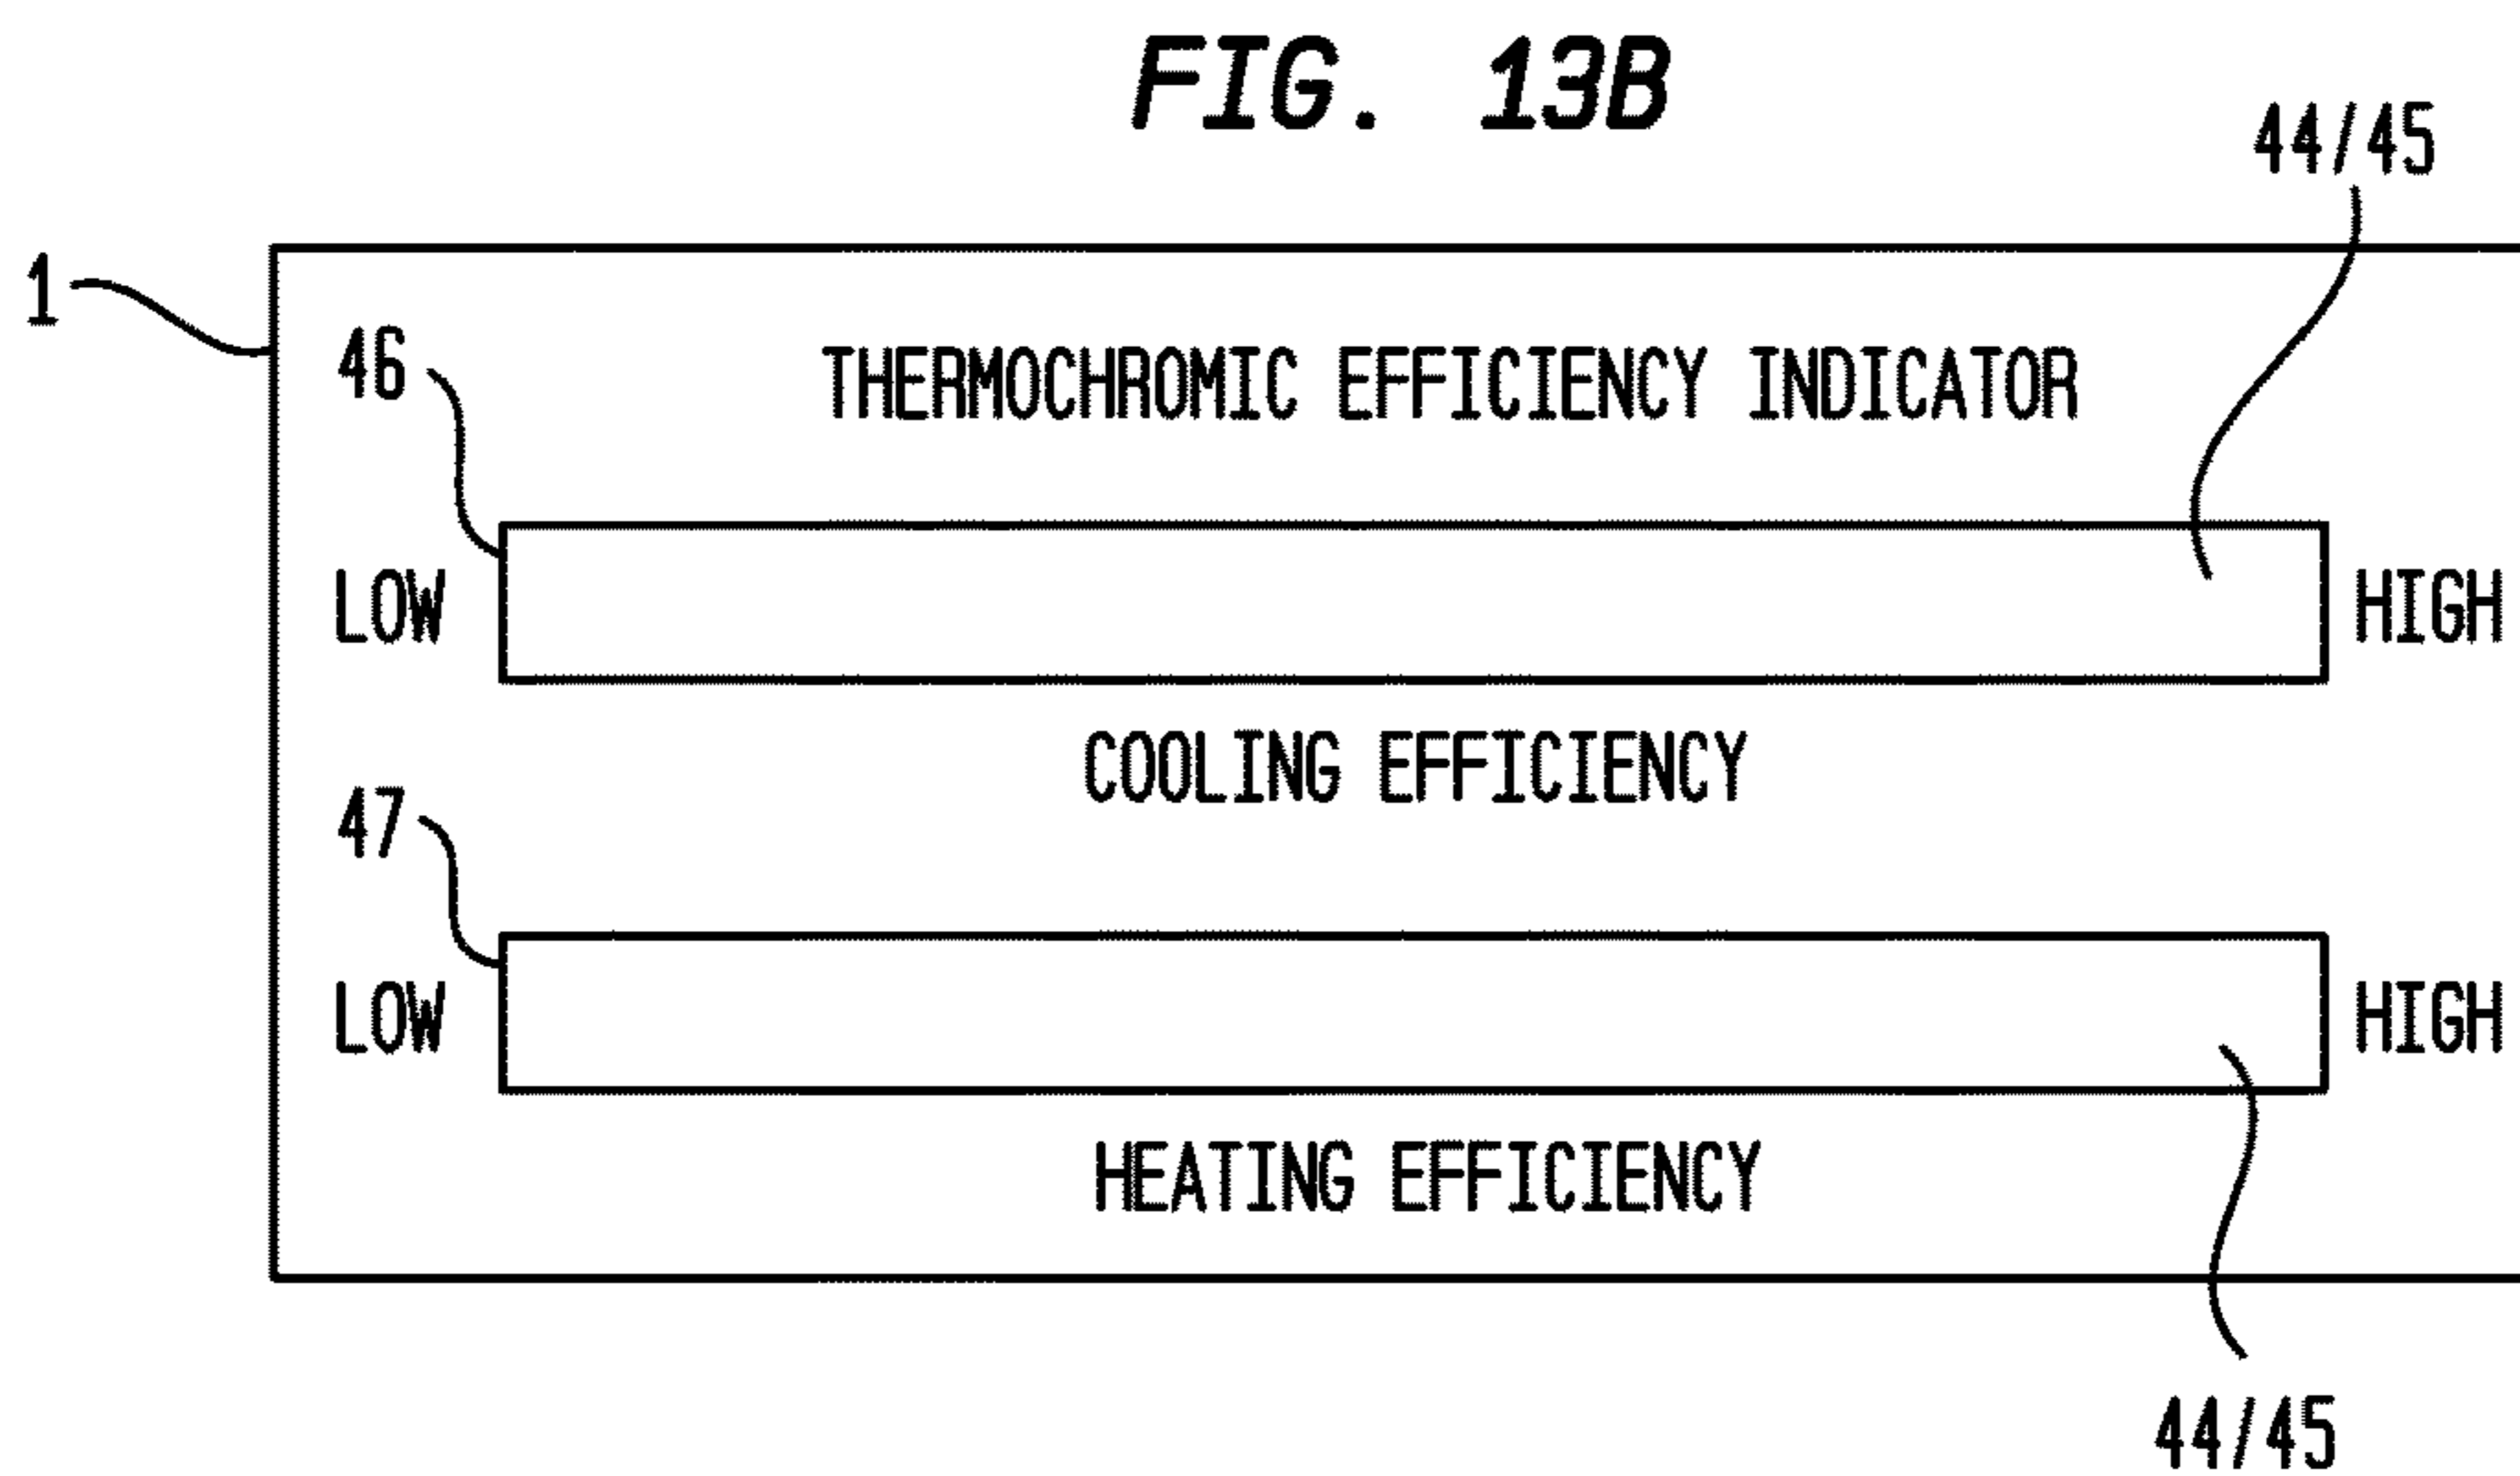 FIG. 13B
44/45
1
46
THERMOCHROMIC EFFICIENCY INDICATOR
LOW HIGH
COOLING EFFICIENCY
47
LOW HIGH
HEATING EFFICIENCY
44/45